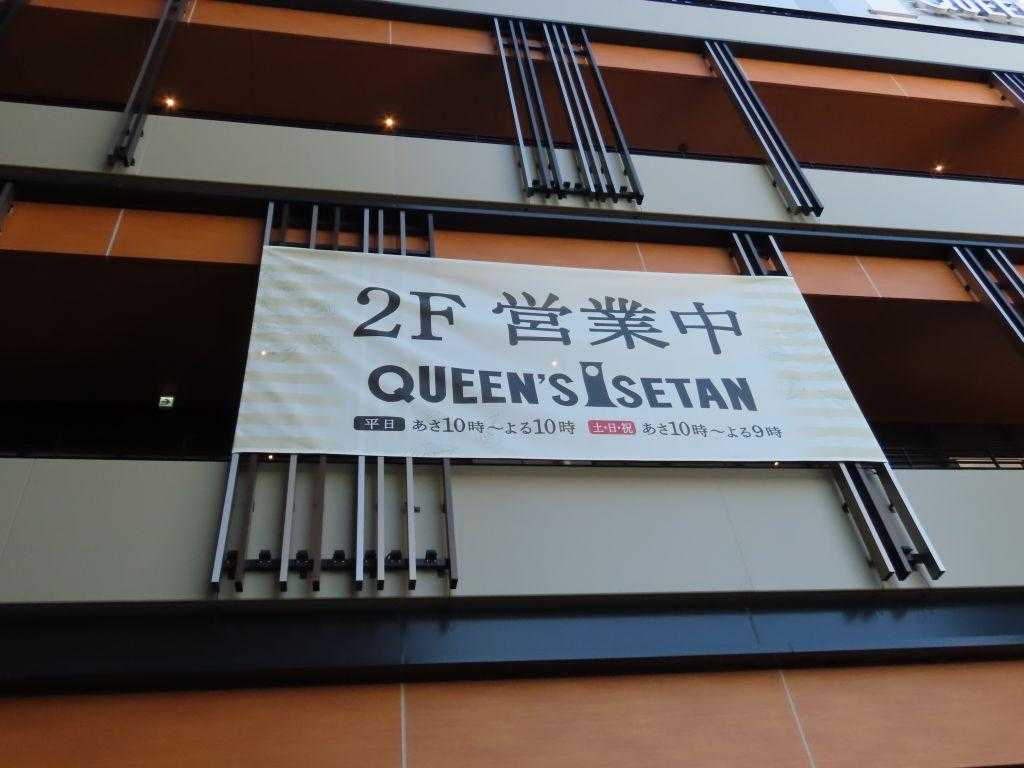 2F 営業中
QUEEN'S ISETAN
平日 あさ10時〜よる10時 土・日・祝 あさ10時〜よる9時